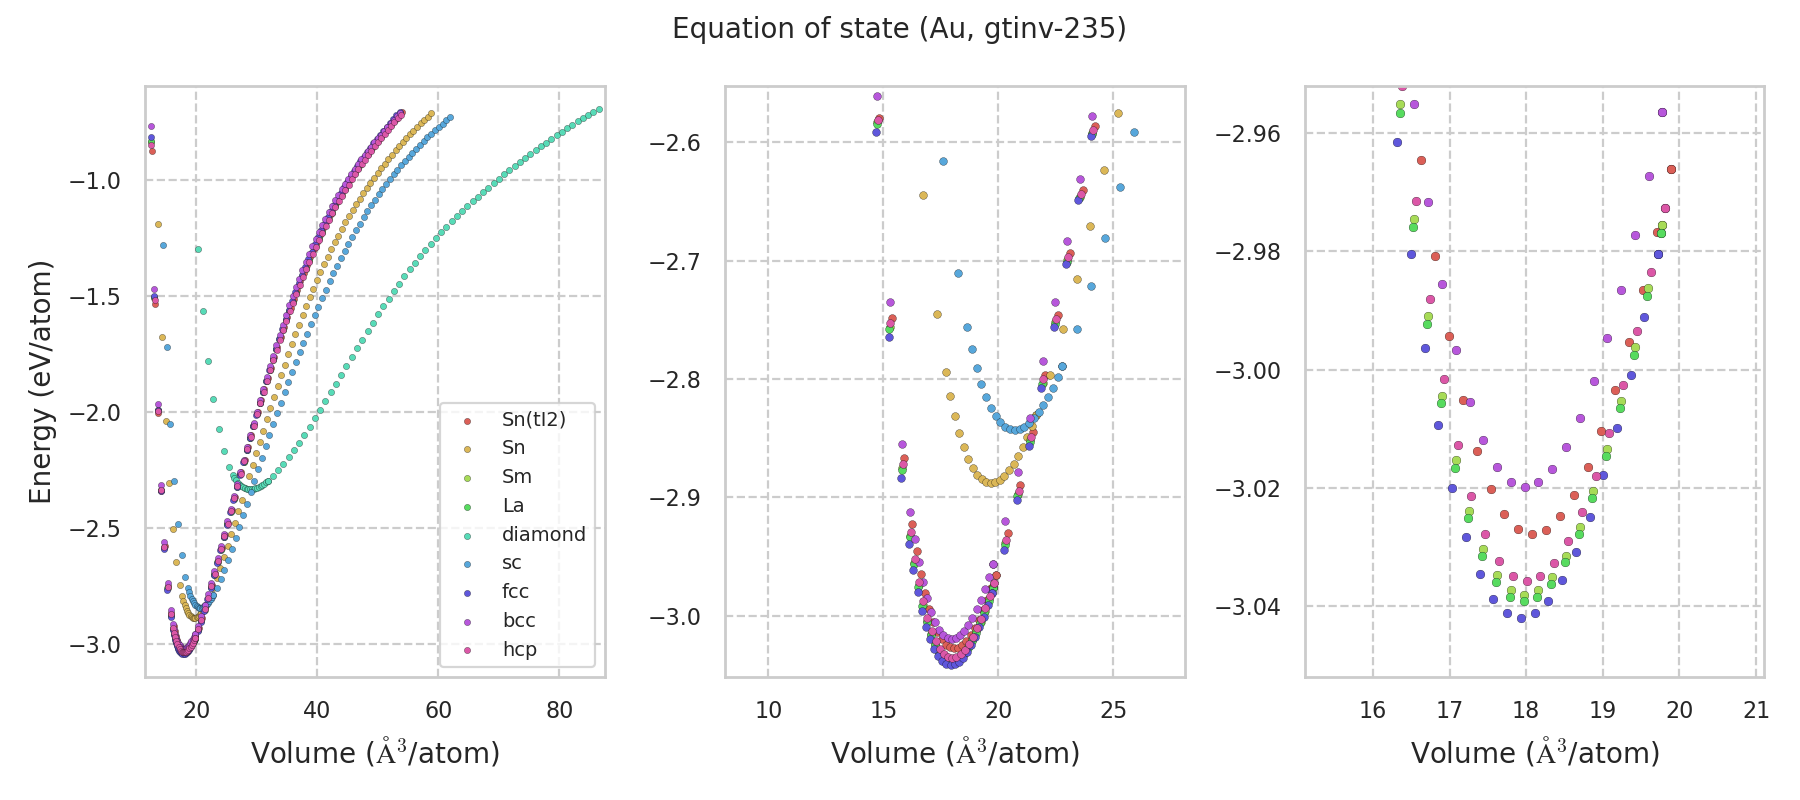 Equation of state (Au, gtinv-235)
Energy (eV/atom)
−1.0
−1.5
−2.0
−2.5
−3.0
20
40
60
80
Volume (Å³/atom)
Sn(tI2)
Sn
Sm
La
diamond
sc
fcc
bcc
hcp
−2.6
−2.7
−2.8
−2.9
−3.0
10
15
20
25
Volume (Å³/atom)
−2.96
−2.98
−3.00
−3.02
−3.04
16
17
18
19
20
21
Volume (Å³/atom)